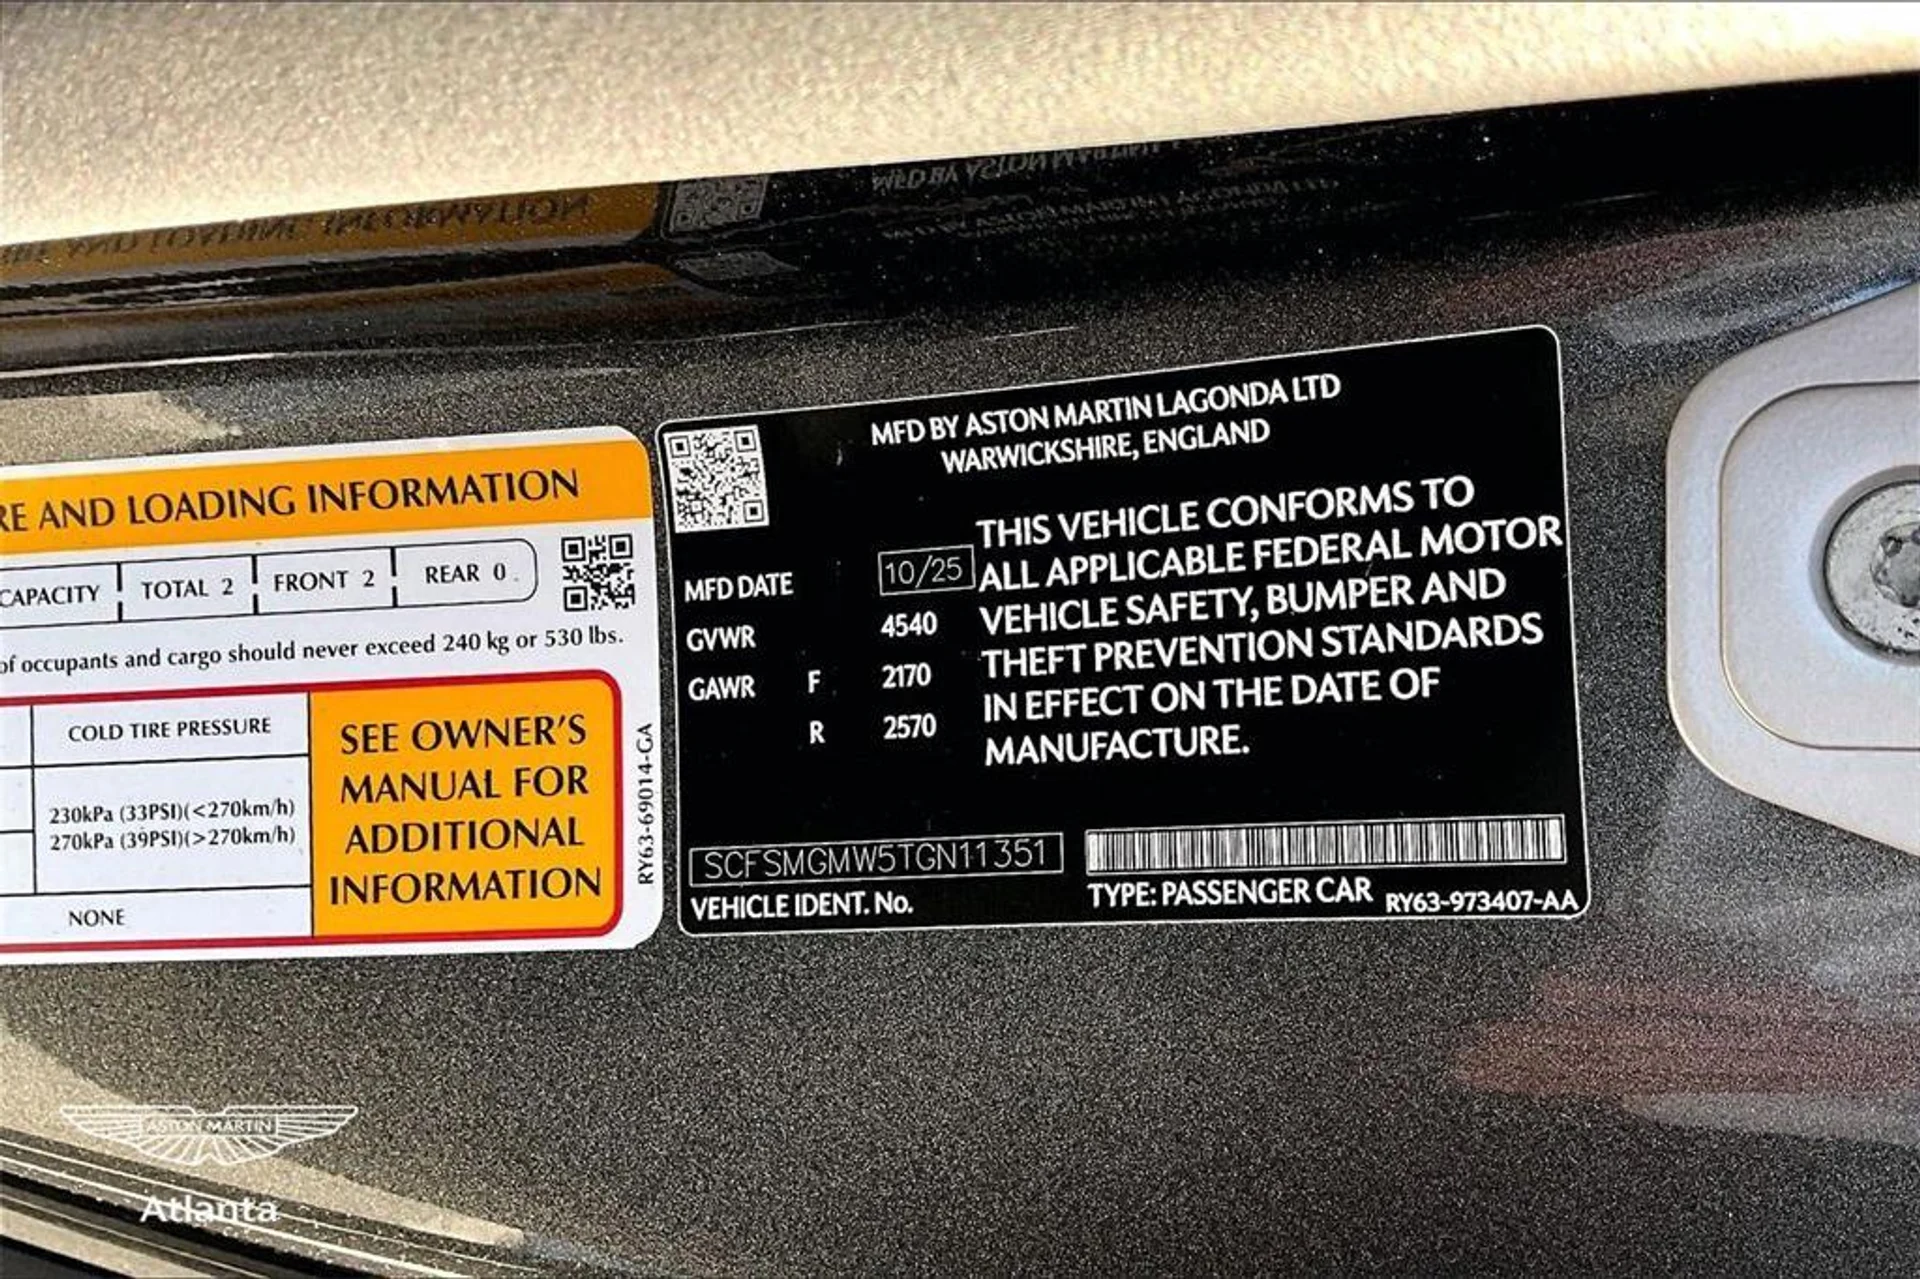 RE AND LOADING INFORMATION
CAPACITY TOTAL 2 FRONT 2 REAR 0
of occupants and cargo should never exceed 240 kg or 530 lbs.
COLD TIRE PRESSURE
230kPa (33PSI)(<270km/h)
270kPa (39PSI)(>270km/h)
NONE
SEE OWNER'S
MANUAL FOR
ADDITIONAL
INFORMATION
RY63-69014-GA
MFD BY ASTON MARTIN LAGONDA LTD
WARWICKSHIRE, ENGLAND
MFD DATE 10/25
GVWR 4540
GAWR F 2170
R 2570
THIS VEHICLE CONFORMS TO
ALL APPLICABLE FEDERAL MOTOR
VEHICLE SAFETY, BUMPER AND
THEFT PREVENTION STANDARDS
IN EFFECT ON THE DATE OF
MANUFACTURE.
SCFSMGMW5TGN11351
VEHICLE IDENT. No.
TYPE: PASSENGER CAR RY63-973407-AA
ASTON MARTIN
Atlanta